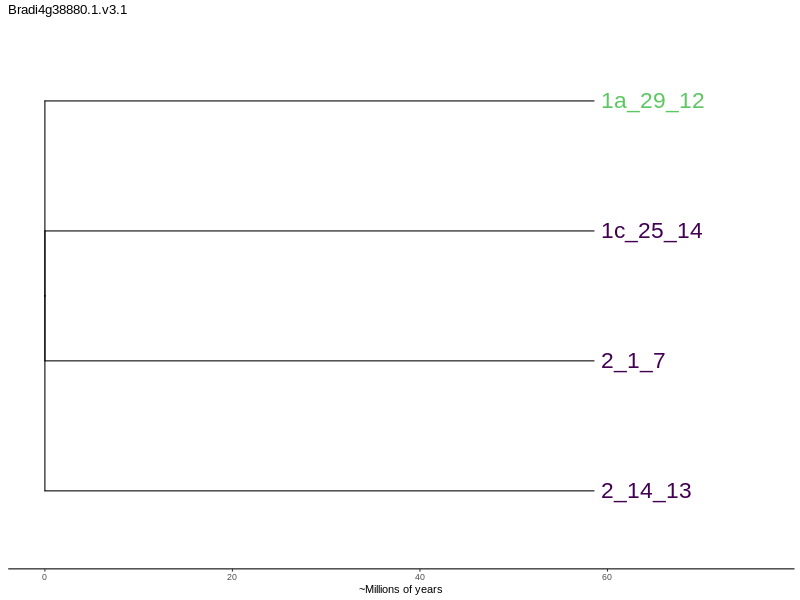 Bradi4g38880.1.v3.1
1a_29_12
1c_25_14
2_1_7
2_14_13
0 20 40 60
~Millions of years